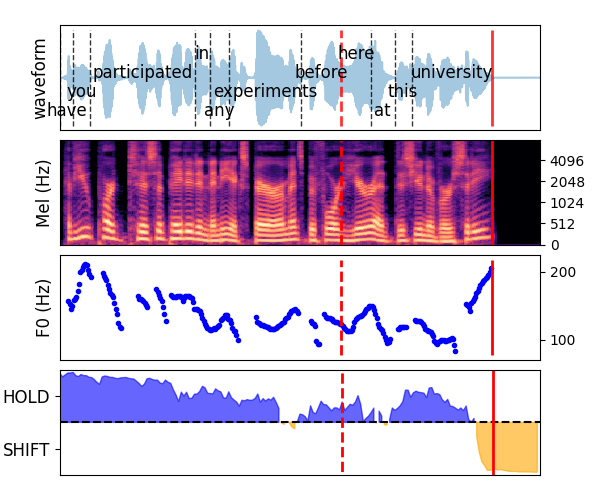 waveform
in here
participated before university
you experiments this
have any at
Mel (Hz)
4096
2048
1024
512
0
F0 (Hz)
200
100
HOLD
SHIFT